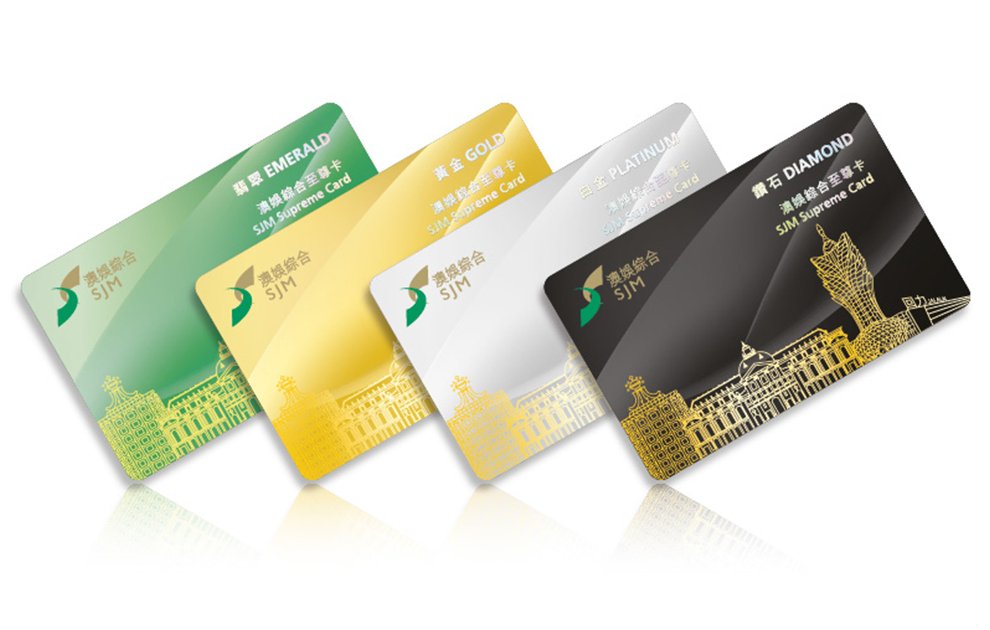 翡翠 EMERALD
澳娛綜合至尊卡
SJM Supreme Card
澳娛綜合
SJM
黃金 GOLD
澳娛綜合至尊卡
SJM Supreme Card
澳娛綜合
SJM
白金 PLATINUM
澳娛綜合至尊卡
SJM Supreme Card
澳娛綜合
SJM
鑽石 DIAMOND
澳娛綜合至尊卡
SJM Supreme Card
澳娛綜合
SJM
回力